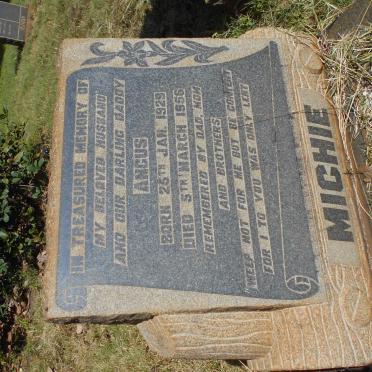 IN TREASURED MEMORY OF
MY BELOVED HUSBAND
AND OUR DARLING DADDY
ANGUS
BORN 25TH JAN. 1929
DIED 5TH MARCH 1966
REMEMBERED BY DAD, MOM
AND BROTHERS
"WEEP NOT FOR ME BUT BE CONTENT
FOR I TO YOU WAS ONLY LENT"
MICHIE